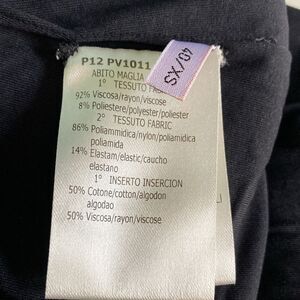 P12 PV1011
40/XS
ABITO MAGLIA
1° TESSUTO
92% Viscosa/rayon/viscose
8% Poliestere/polyester/poliester
2° TESSUTO FABRIC
86% Poliammidica/nylon/poliamidica
poliamida
14% Elastam/elastic/caucho
elastano
1° INSERTO INSERCION
50% Cotone/cotton/algodon
algodao
50% Viscosa/rayon/viscose